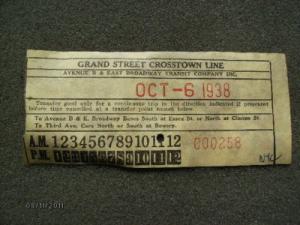 GRAND STREET CROSSTOWN LINE
AVENUE B & EAST BROADWAY TRANSIT COMPANY INC.
OCT-6 1938
Transfer good only for a continuous trip in the direction indicated if presented
before time cancelled at a transfer point named below.
To Avenue B & E. Broadway Buses South at Essex St. or North at Clinton St.
To Third Ave. Cars North or South at Bowery.
A.M. 123456789101112
P.M. 000258
NYC